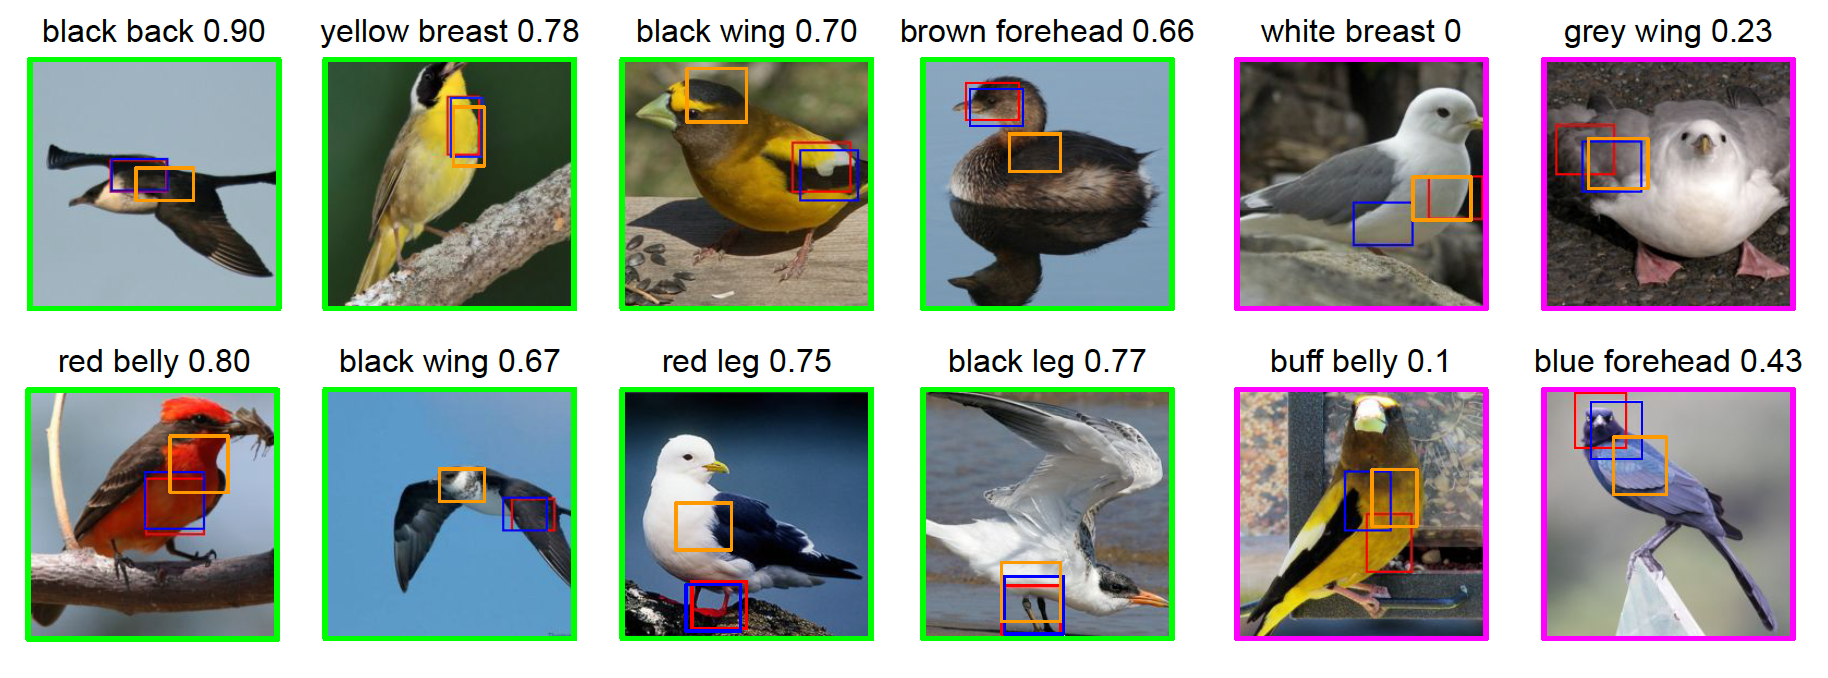 black back 0.90
yellow breast 0.78
black wing 0.70
brown forehead 0.66
white breast 0
grey wing 0.23
red belly 0.80
black wing 0.67
red leg 0.75
black leg 0.77
buff belly 0.1
blue forehead 0.43